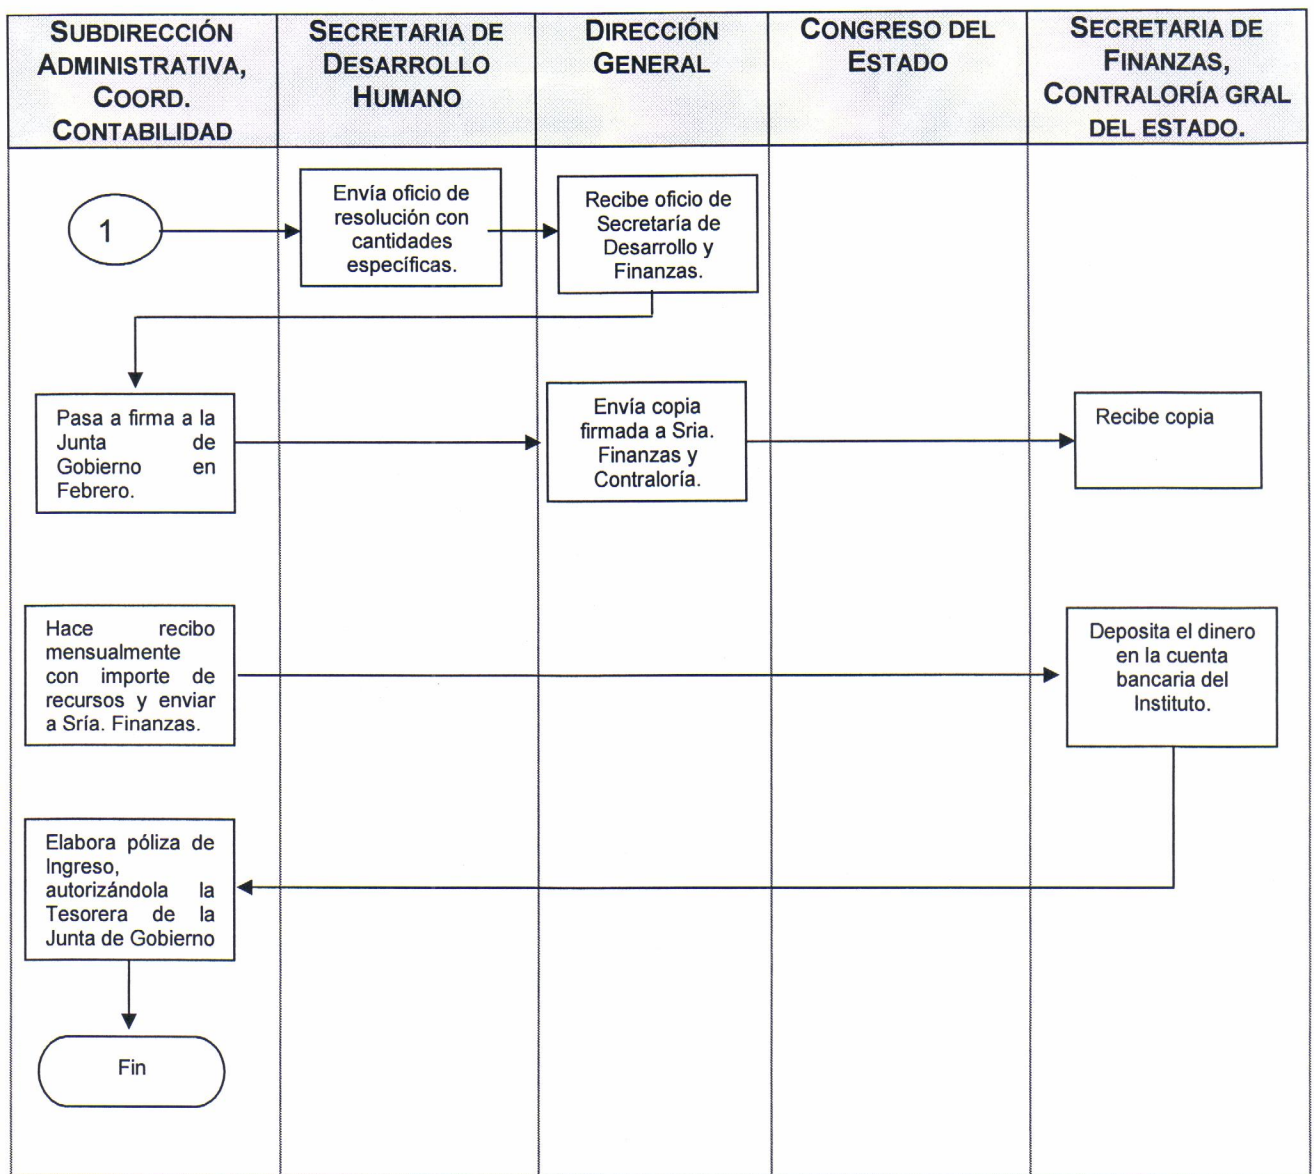 SUBDIRECCIÓN
ADMINISTRATIVA,
COORD.
CONTABILIDAD
SECRETARIA DE
DESARROLLO
HUMANO
DIRECCIÓN
GENERAL
CONGRESO DEL
ESTADO
SECRETARIA DE
FINANZAS,
CONTRALORÍA GRAL
DEL ESTADO.
1
Envía oficio de
resolución con
cantidades
específicas.
Recibe oficio de
Secretaría de
Desarrollo y
Finanzas.
Pasa a firma a la
Junta de
Gobierno en
Febrero.
Envía copia
firmada a Sria.
Finanzas y
Contraloría.
Recibe copia
Hace recibo
mensualmente
con importe de
recursos y enviar
a Sría. Finanzas.
Deposita el dinero
en la cuenta
bancaria del
Instituto.
Elabora póliza de
Ingreso,
autorizándola la
Tesorera de la
Junta de Gobierno
Fin